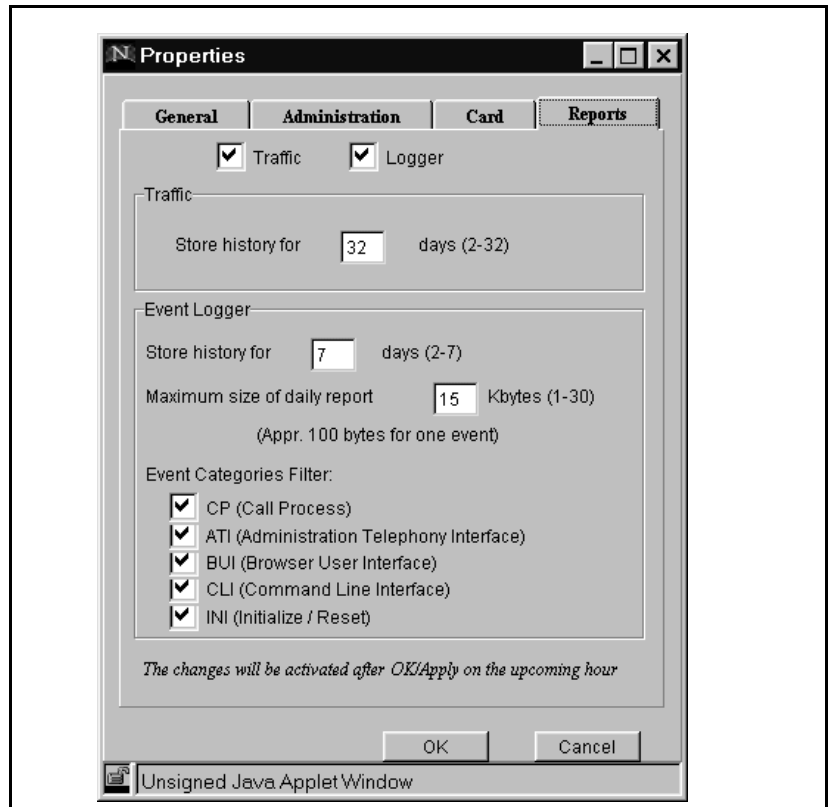 N Properties
General Administration Card Reports
Traffic Logger
Traffic
Store history for 32 days (2-32)
Event Logger
Store history for 7 days (2-7)
Maximum size of daily report 15 Kbytes (1-30)
(Appr. 100 bytes for one event)
Event Categories Filter:
CP (Call Process)
ATI (Administration Telephony Interface)
BUI (Browser User Interface)
CLI (Command Line Interface)
INI (Initialize / Reset)
The changes will be activated after OK/Apply on the upcoming hour
OK Cancel
Unsigned Java Applet Window